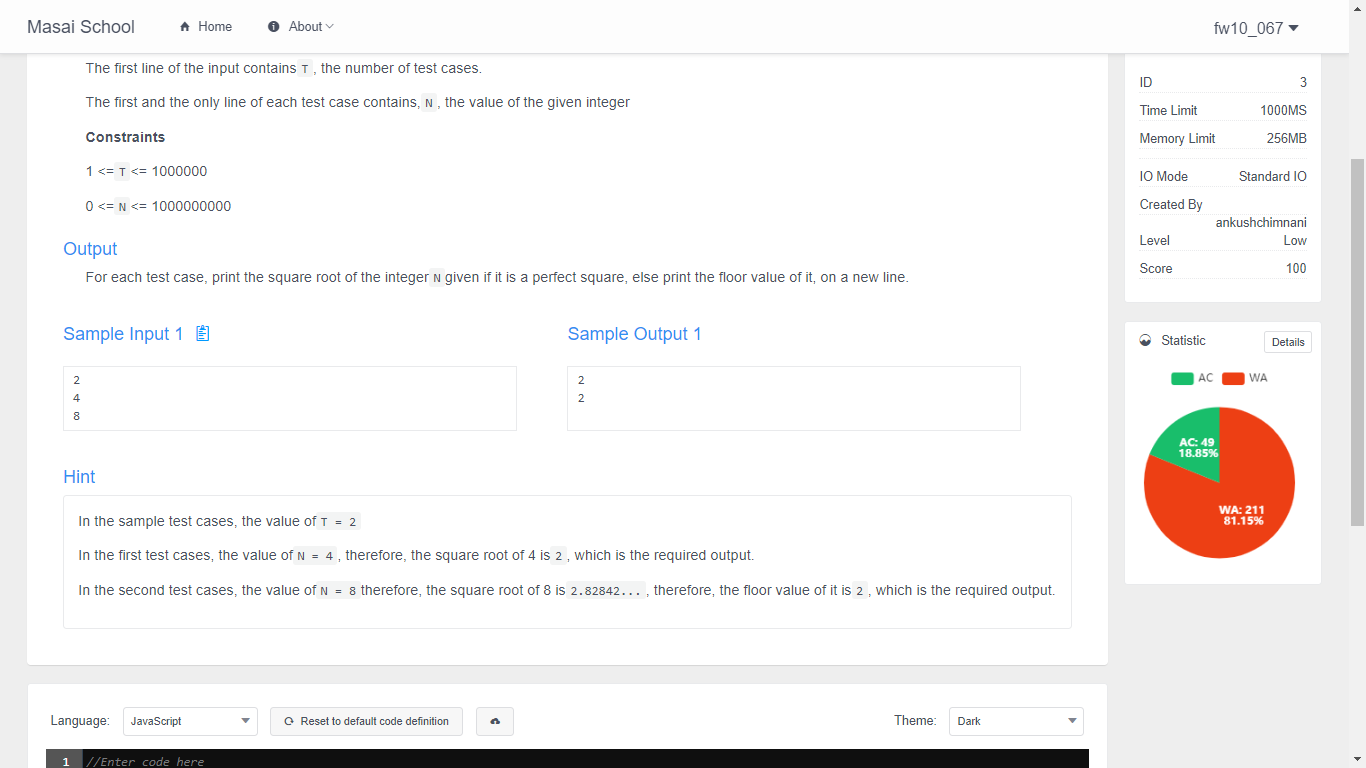 Masai School Home About fw10_067
The first line of the input contains T , the number of test cases.
The first and the only line of each test case contains, N , the value of the given integer
Constraints
1 <= T <= 1000000
0 <= N <= 1000000000
Output
For each test case, print the square root of the integer N given if it is a perfect square, else print the floor value of it, on a new line.
Sample Input 1
2
4
8
Sample Output 1
2
2
Hint
In the sample test cases, the value of T = 2
In the first test cases, the value of N = 4 , therefore, the square root of 4 is 2 , which is the required output.
In the second test cases, the value of N = 8 therefore, the square root of 8 is 2.82842... , therefore, the floor value of it is 2 , which is the required output.
ID 3
Time Limit 1000MS
Memory Limit 256MB
IO Mode Standard IO
Created By
ankushchimnani
Level Low
Score 100
Statistic Details
AC WA
AC: 49
18.85%
WA: 211
81.15%
Language: JavaScript Reset to default code definition Theme: Dark
1 //Enter code here